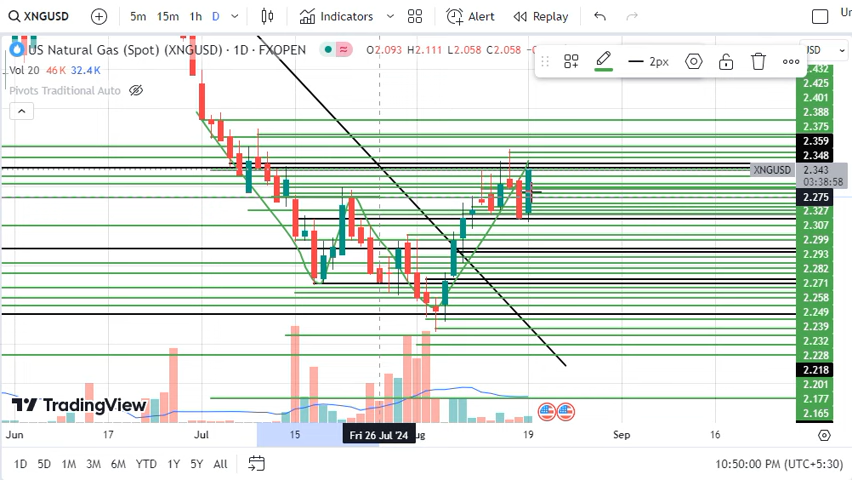 XNGUSD 5m 15m 1h D Indicators Alert Replay Un
US Natural Gas (Spot) (XNGUSD) · 1D · FXOPEN O2.093 H2.111 L2.058 C2.058
Vol 20 46K 32.4K
Pivots Traditional Auto
2px
USD
2.432
2.425
2.401
2.388
2.375
2.359
2.348
XNGUSD 2.343
03:38:58
2.275
2.327
2.307
2.299
2.293
2.282
2.271
2.258
2.249
2.239
2.232
2.228
2.218
2.201
2.177
2.165
TradingView
Jun 17 Jul 15 Fri 26 Jul '24 Aug 19 Sep 16
1D 5D 1M 3M 6M YTD 1Y 5Y All 10:50:00 PM (UTC+5:30)